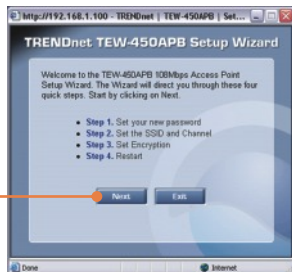 http://192.168.1.100 - TRENDnet | TEW-450APB | Set...
TRENDnet TEW-450APB Setup Wizard
Welcome to the TEW-450APB 108Mbps Access Point
Setup Wizard. The Wizard will direct you through these four
quick steps. Start by clicking on Next.
• Step 1. Set your new password
• Step 2. Set the SSID and Channel
• Step 3. Set Encryption
• Step 4. Restart
Next
Exit
Done
Internet